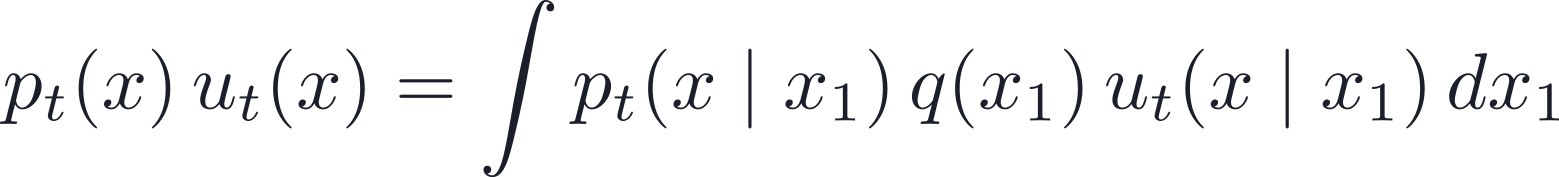 p_t(x) u_t(x) = ∫ p_t(x | x_1) q(x_1) u_t(x | x_1) dx_1